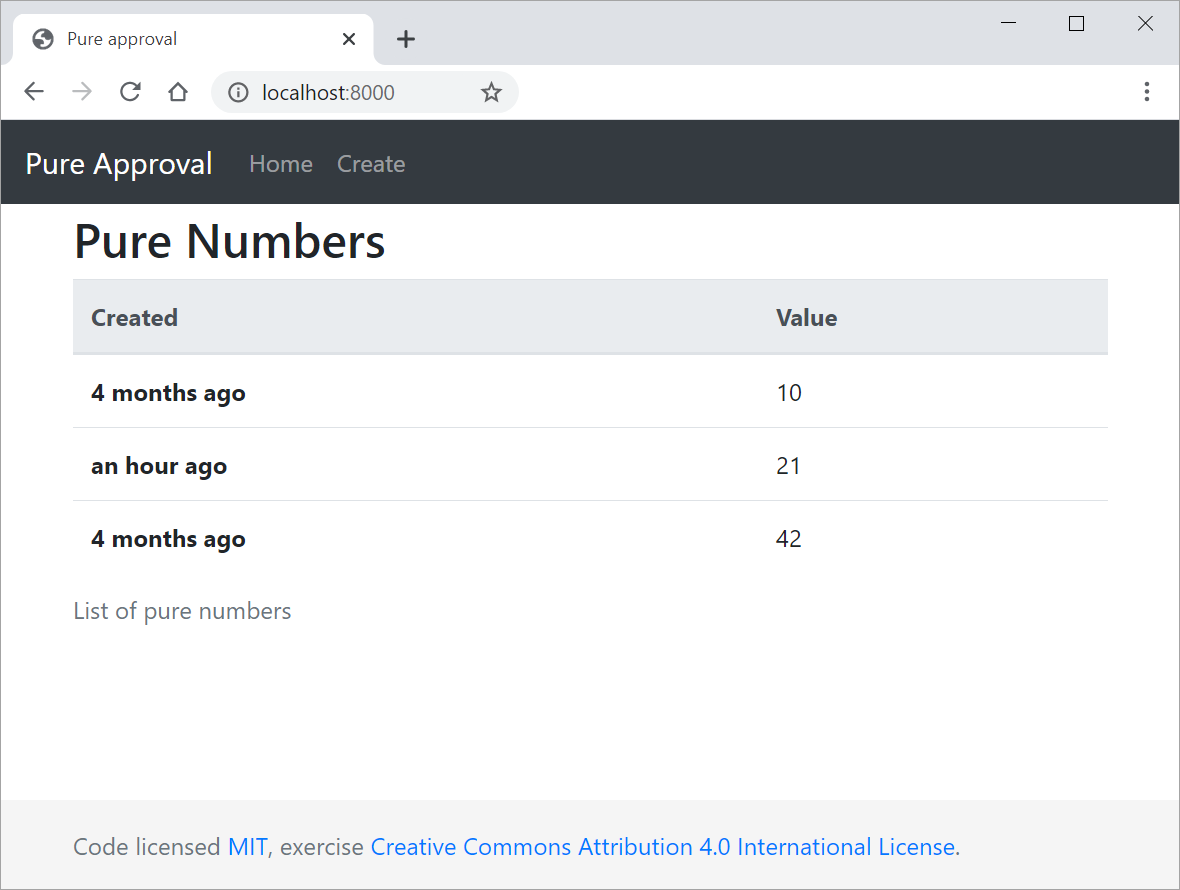 Pure approval
localhost:8000
Pure Approval Home Create
Pure Numbers
Created Value
4 months ago 10
an hour ago 21
4 months ago 42
List of pure numbers
Code licensed MIT, exercise Creative Commons Attribution 4.0 International License.